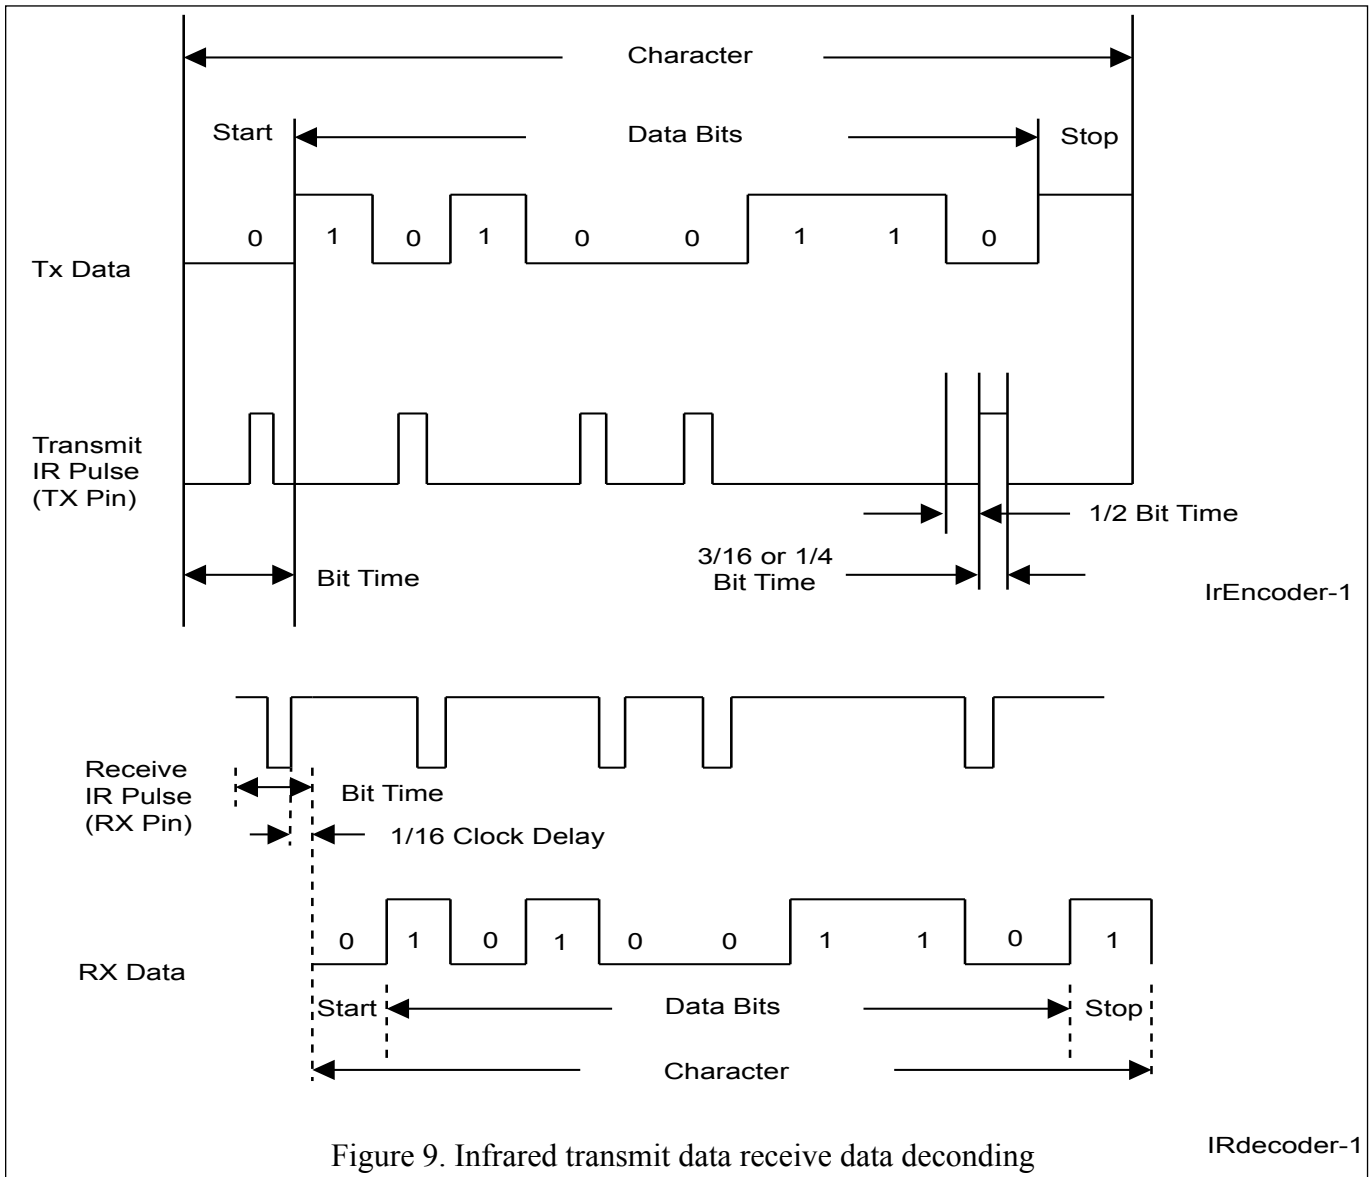 Character
Start Data Bits Stop
0 1 0 1 0 0 1 1 0
Tx Data
Transmit
IR Pulse
(TX Pin)
1/2 Bit Time
3/16 or 1/4
Bit Time
Bit Time
IrEncoder-1
Receive
IR Pulse
(RX Pin)
Bit Time
1/16 Clock Delay
0 1 0 1 0 0 1 1 0 1
RX Data
Start Data Bits Stop
Character
IRdecoder-1
Figure 9. Infrared transmit data receive data deconding